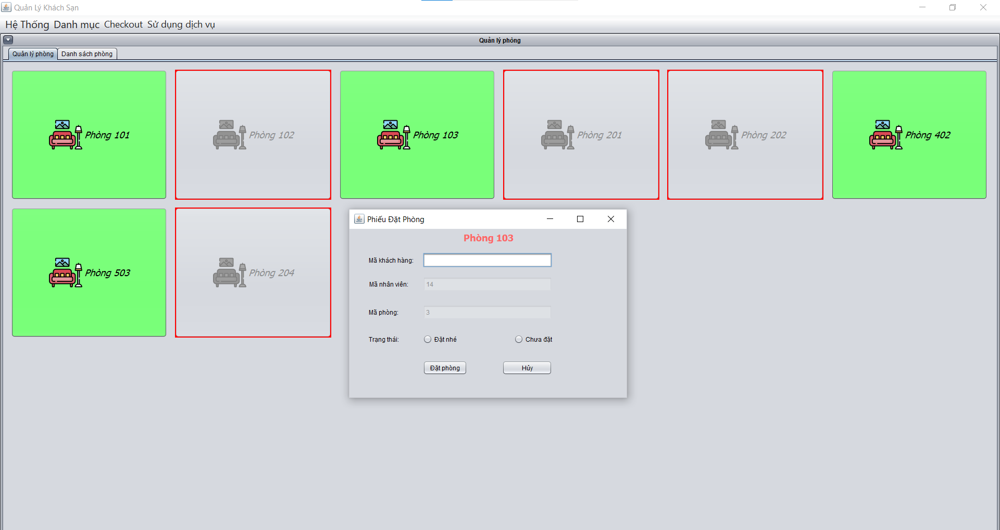 Quản Lý Khách Sạn
Hệ Thống Danh mục Checkout Sử dụng dịch vụ
Quản lý phòng
Quản lý phòng Danh sách phòng
Phòng 101
Phòng 102
Phòng 103
Phòng 201
Phòng 202
Phòng 402
Phòng 503
Phòng 204
Phiếu Đặt Phòng
Phòng 103
Mã khách hàng:
Mã nhân viên: 14
Mã phòng: 3
Trạng thái: Đặt nhé Chưa đặt
Đặt phòng Hủy